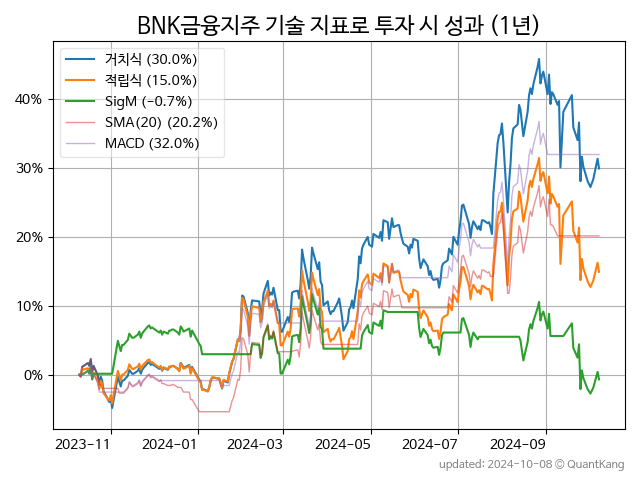 BNK금융지주 기술 지표로 투자 시 성과 (1년)
거치식 (30.0%)
적립식 (15.0%)
SigM (−0.7%)
SMA(20) (20.2%)
MACD (32.0%)
40%
30%
20%
10%
0%
2023-11 2024-01 2024-03 2024-05 2024-07 2024-09
updated: 2024-10-08 © QuantKang